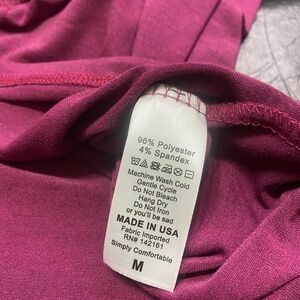 96% Polyester
4% Spandex
Machine Wash Cold
Gentle Cycle
Do Not Bleach
Hang Dry
Do Not Iron
or you'll be sad
MADE IN USA
Fabric Imported
RN# 142161
Simply Comfortable
M